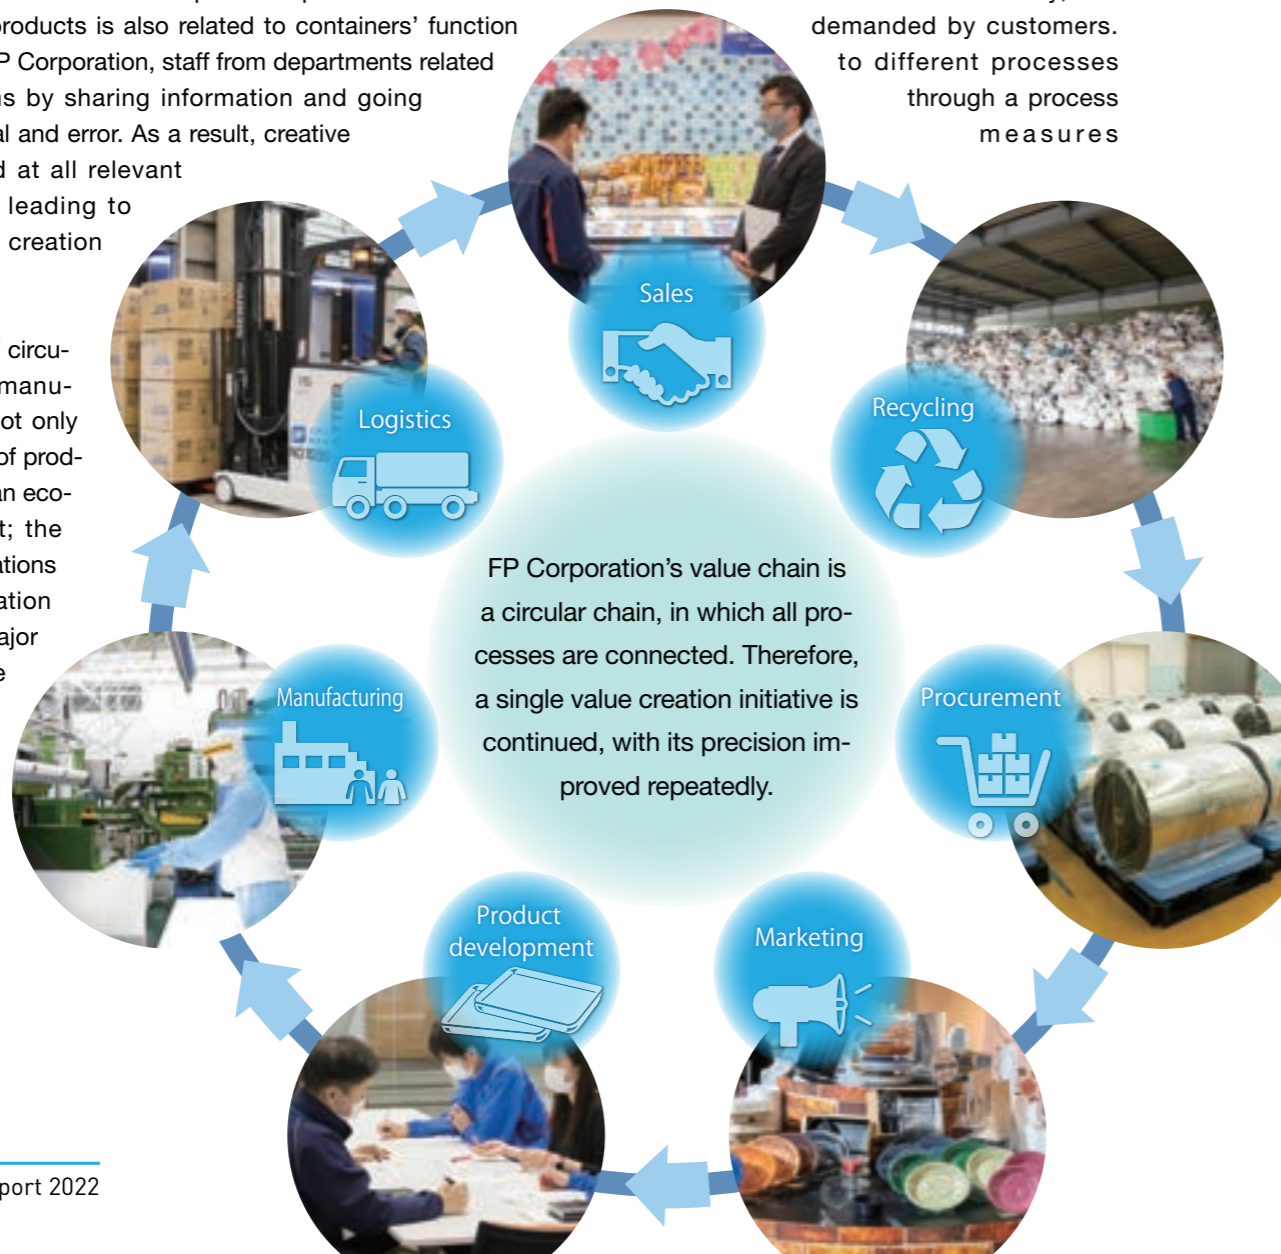 products is also related to containers’ function
P Corporation, staff from departments related
ns by sharing information and going
al and error. As a result, creative
d at all relevant
leading to
creation
demanded by customers.
to different processes
through a process
measures
circu-
manu-
ot only
of prod-
an eco-
t; the
ations
ation
ajor
e
Sales
Recycling
Logistics
Procurement
Manufacturing
Marketing
Product
development
FP Corporation’s value chain is
a circular chain, in which all pro-
cesses are connected. Therefore,
a single value creation initiative is
continued, with its precision im-
proved repeatedly.
port 2022